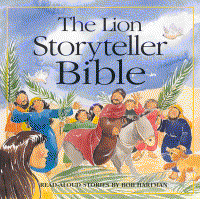 The Lion
Storyteller
Bible
READ-ALOUD STORIES BY BOB HARTMAN